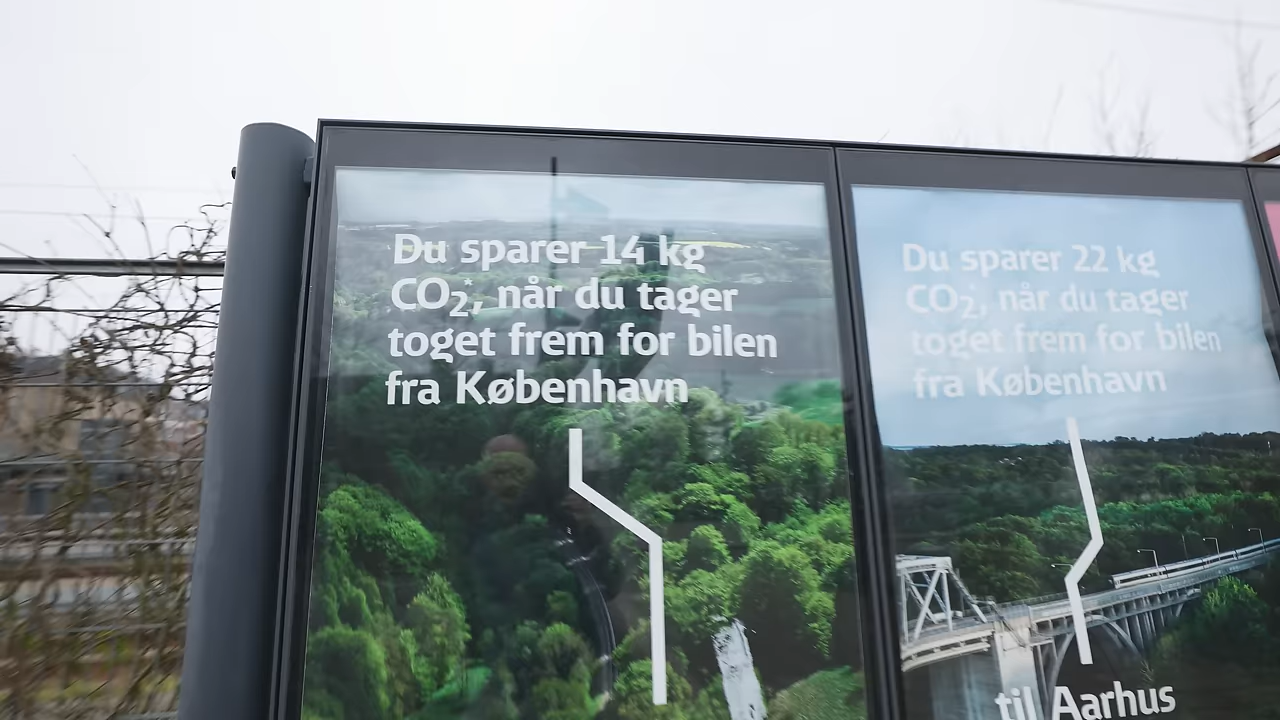 Du sparer 14 kg
CO₂*, når du tager
toget frem for bilen
fra København
Du sparer 22 kg
CO₂, når du tager
toget frem for bilen
fra København
til Aarhus